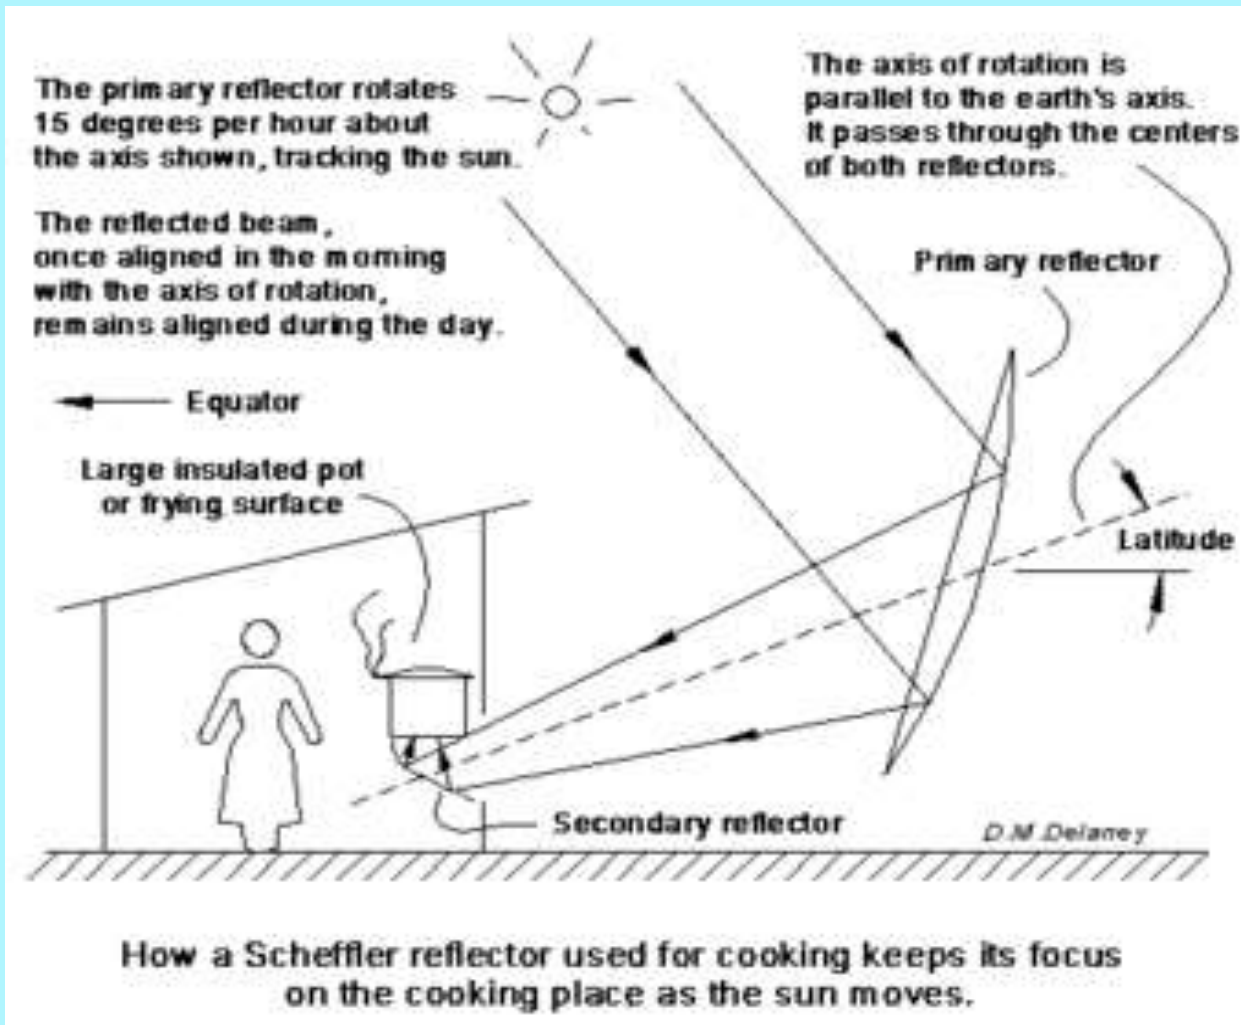 The primary reflector rotates
15 degrees per hour about
the axis shown, tracking the sun.
The reflected beam,
once aligned in the morning
with the axis of rotation,
remains aligned during the day.
The axis of rotation is
parallel to the earth's axis.
It passes through the centers
of both reflectors.
Primary reflector
Equator
Large insulated pot
or frying surface
Latitude
Secondary reflector
D.M.Delaney
How a Scheffler reflector used for cooking keeps its focus
on the cooking place as the sun moves.